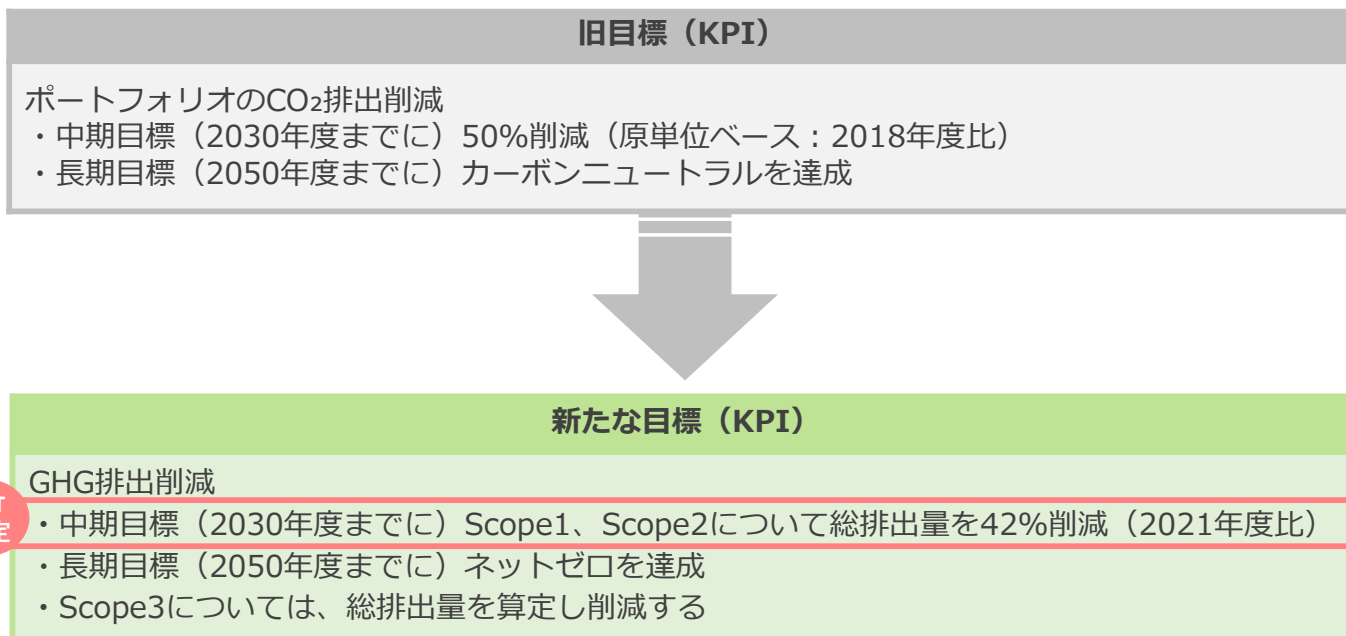 旧目標（KPI）
ポートフォリオのCO₂排出削減
・中期目標（2030年度までに）50%削減（原単位ベース：2018年度比）
・長期目標（2050年度までに）カーボンニュートラルを達成
新たな目標（KPI）
GHG排出削減
・中期目標（2030年度までに）Scope1、Scope2について総排出量を42%削減（2021年度比）
・長期目標（2050年度までに）ネットゼロを達成
・Scope3については、総排出量を算定し削減する